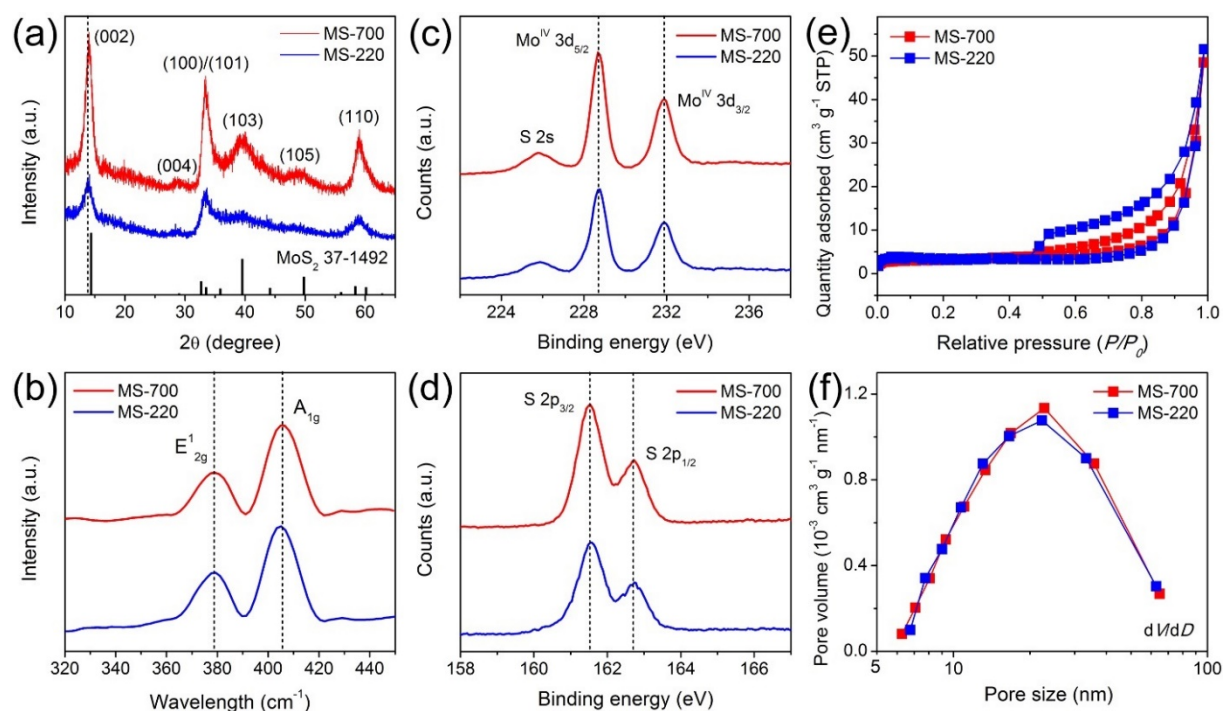 (a)
MS-700
MS-220
(002)
(100)/(101)
(004)
(103)
(105)
(110)
MoS₂ 37-1492
Intensity (a.u.)
10 20 30 40 50 60
2θ (degree)
(b)
MS-700
MS-220
E¹₂g
A₁g
Intensity (a.u.)
320 360 400 440
Wavelength (cm⁻¹)
(c)
MS-700
MS-220
Mo^IV 3d₅/₂
Mo^IV 3d₃/₂
S 2s
Counts (a.u.)
224 228 232 236
Binding energy (eV)
(d)
MS-700
MS-220
S 2p₃/₂
S 2p₁/₂
Counts (a.u.)
158 160 162 164 166
Binding energy (eV)
(e)
MS-700
MS-220
Quantity adsorbed (cm³ g⁻¹ STP)
50
40
30
20
10
0
0.0 0.2 0.4 0.6 0.8 1.0
Relative pressure (P/P₀)
(f)
MS-700
MS-220
Pore volume (10⁻³ cm³ g⁻¹ nm⁻¹)
1.2
0.8
0.4
0.0
dV/dD
5 10 100
Pore size (nm)